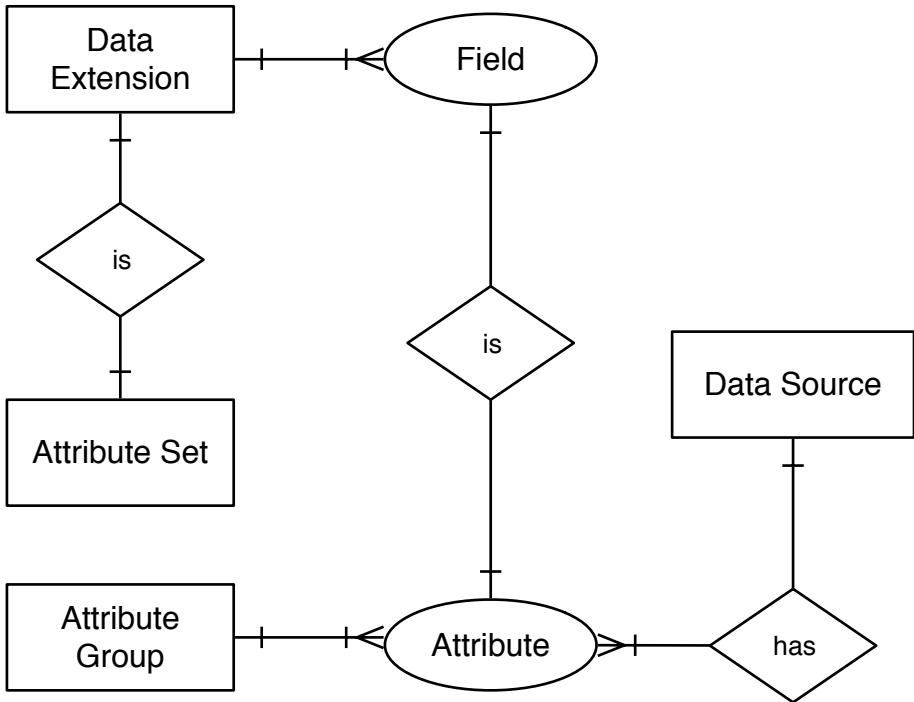 Data
Extension
Field
is
is
Data Source
Attribute Set
Attribute
Group
Attribute
has